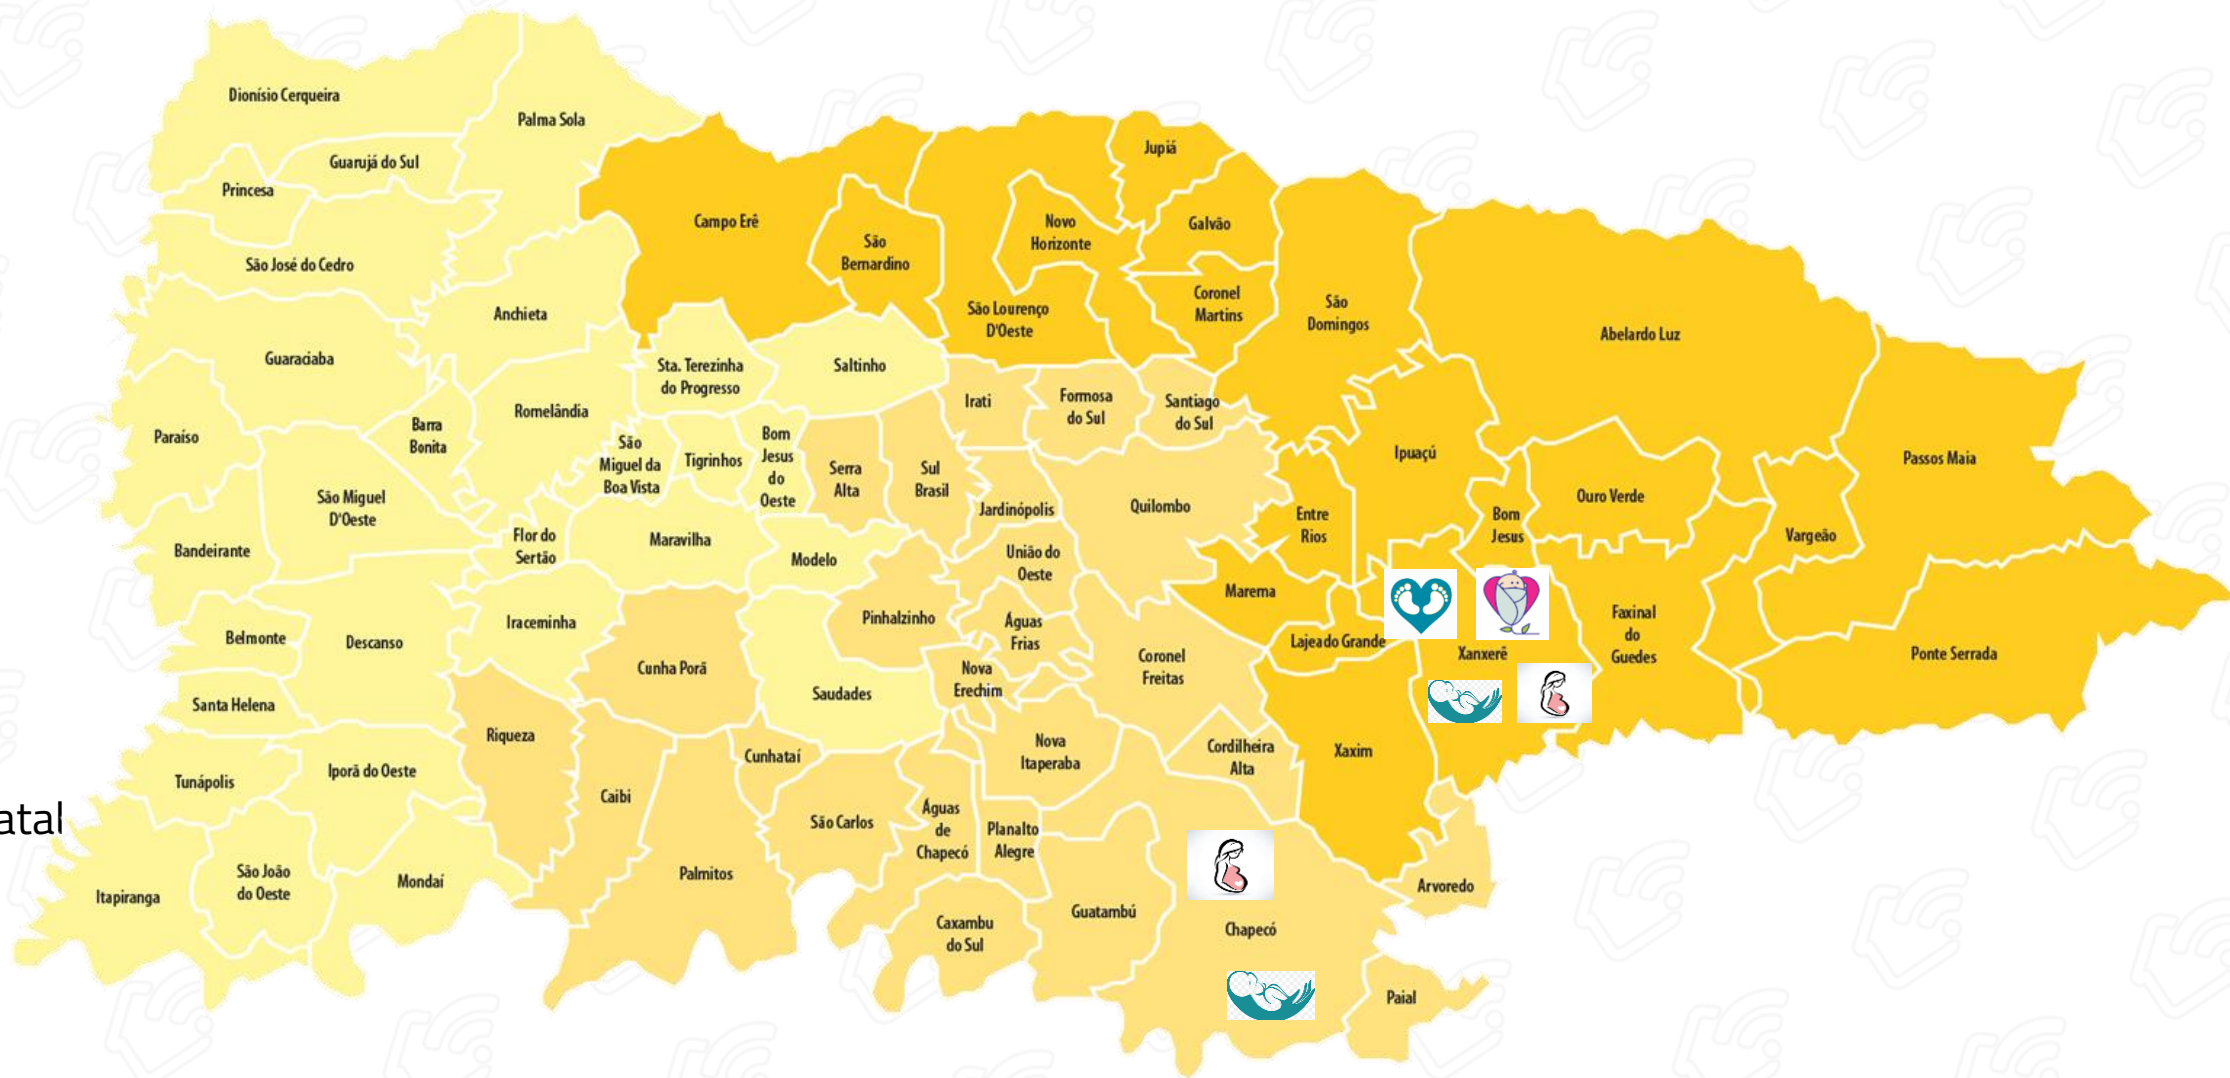 Dionísio Cerqueira
Palma Sola
Guarujá do Sul
Princesa
São José do Cedro
Anchieta
Guaraciaba
Paraíso
Barra
Bonita
Romelândia
São Miguel
D'Oeste
Bandeirante
Flor do
Sertão
Belmonte
Descanso
Iraceminha
Santa Helena
Tunápolis
Iporã do Oeste
Itapiranga
São João
do Oeste
Mondaí
Sta. Terezinha
do Progresso
Saltinho
São
Miguel da
Boa Vista
Tigrinhos
Bom
Jesus
do
Oeste
Maravilha
Modelo
Saudades
Campo Erê
São
Bernardino
São Lourenço
D'Oeste
Novo
Horizonte
Jupiá
Galvão
Coronel
Martins
São
Domingos
Abelardo Luz
Ipuaçú
Entre
Rios
Bom
Jesus
Ouro Verde
Vargeão
Passos Maia
Ponte Serrada
Faxinal
do
Guedes
Marema
Lajeado Grande
Xanxerê
Xaxim
Irati
Formosa
do Sul
Santiago
do Sul
Serra
Alta
Sul
Brasil
Jardinópolis
Quilombo
União do
Oeste
Pinhalzinho
Águas
Frias
Nova
Erechim
Coronel
Freitas
Cunha Porã
Riqueza
Caibi
Cunhataí
Palmitos
São Carlos
Águas
de
Chapecó
Planalto
Alegre
Nova
Itaperaba
Cordilheira
Alta
Caxambu
do Sul
Guatambú
Chapecó
Arvoredo
Paial
atal